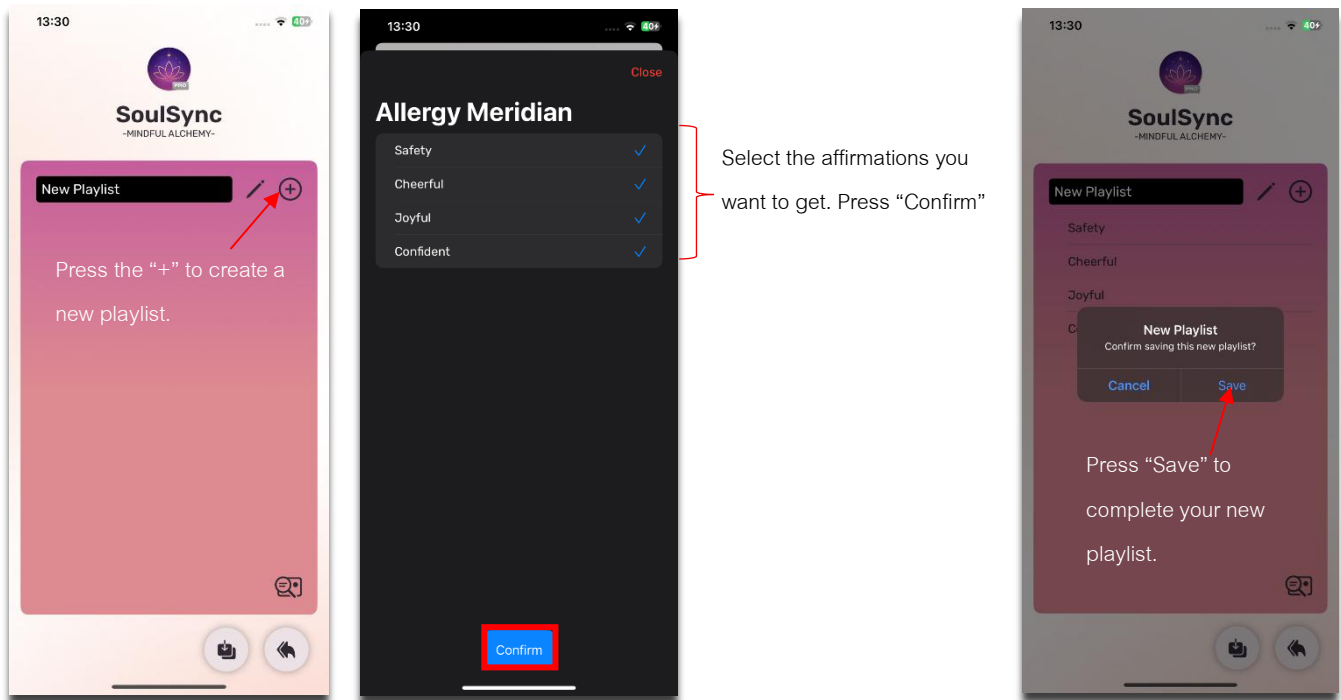 13:30
40
PRO
SoulSync
-MINDFUL ALCHEMY-
New Playlist
Press the “+” to create a
new playlist.
13:30
40
Close
Allergy Meridian
Safety
Cheerful
Joyful
Confident
Confirm
Select the affirmations you
want to get. Press “Confirm”
13:30
40
PRO
SoulSync
-MINDFUL ALCHEMY-
New Playlist
Safety
Cheerful
Joyful
C
New Playlist
Confirm saving this new playlist?
Cancel
Save
Press “Save” to
complete your new
playlist.